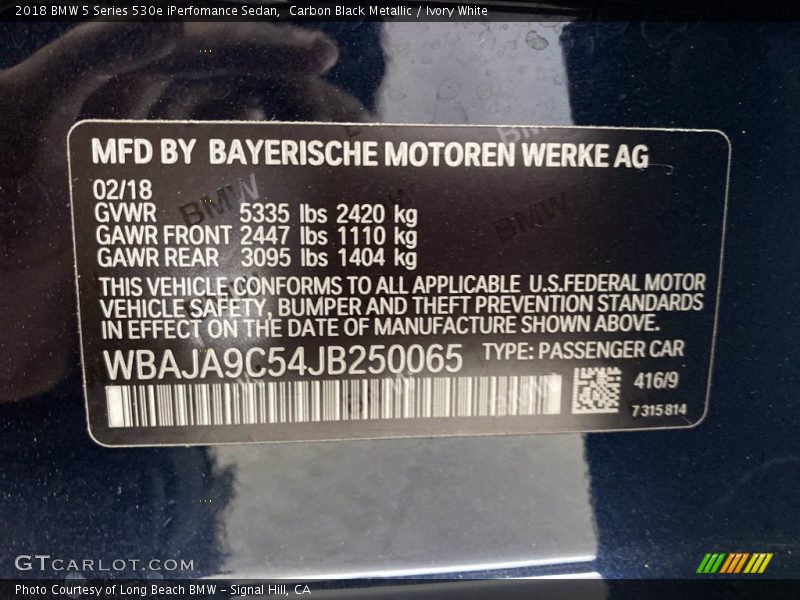 2018 BMW 5 Series 530e iPerfomance Sedan,  Carbon Black Metallic / Ivory White
MFD BY BAYERISCHE MOTOREN WERKE AG
02/18
GVWR 5335 lbs 2420 kg
GAWR FRONT 2447 lbs 1110 kg
GAWR REAR 3095 lbs 1404 kg
THIS VEHICLE CONFORMS TO ALL APPLICABLE U.S.FEDERAL MOTOR
VEHICLE SAFETY, BUMPER AND THEFT PREVENTION STANDARDS
IN EFFECT ON THE DATE OF MANUFACTURE SHOWN ABOVE.
WBAJA9C54JB250065 TYPE: PASSENGER CAR
416/9
7 315 814
GTCARLOT.COM
Photo Courtesy of Long Beach BMW - Signal Hill, CA